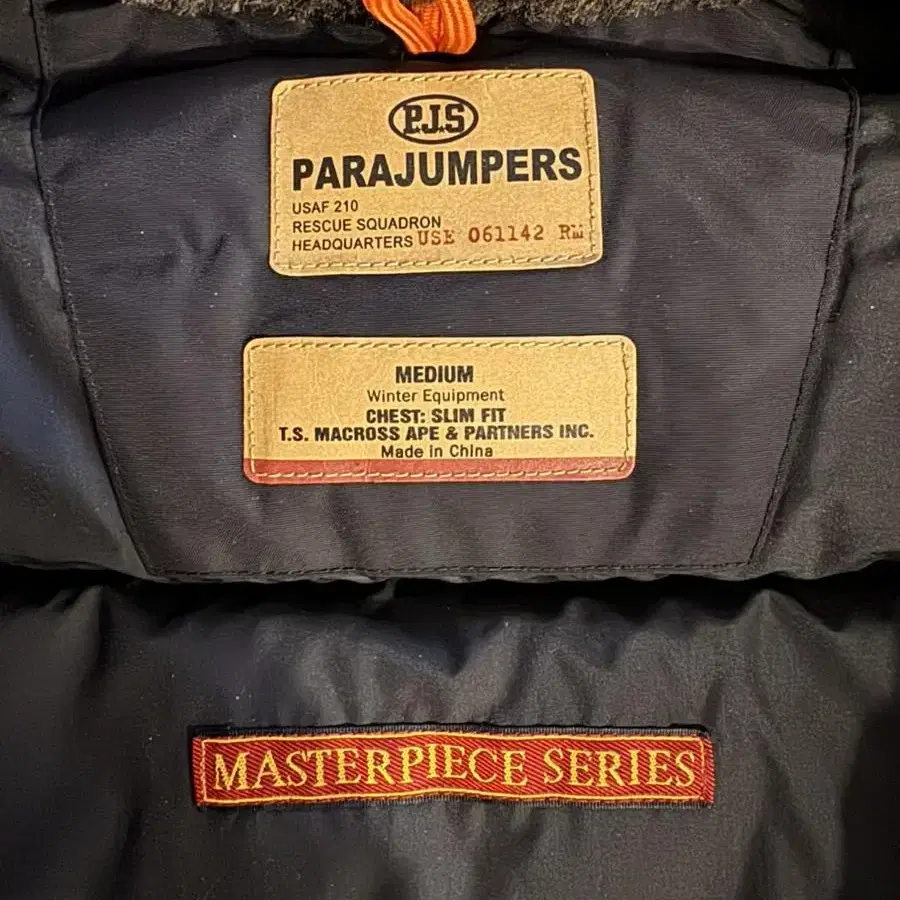 P.J.S
PARAJUMPERS
USAF 210
RESCUE SQUADRON
HEADQUARTERS USE 061142 RM
MEDIUM
Winter Equipment
CHEST: SLIM FIT
T.S. MACROSS APE & PARTNERS INC.
Made in China
MASTERPIECE SERIES